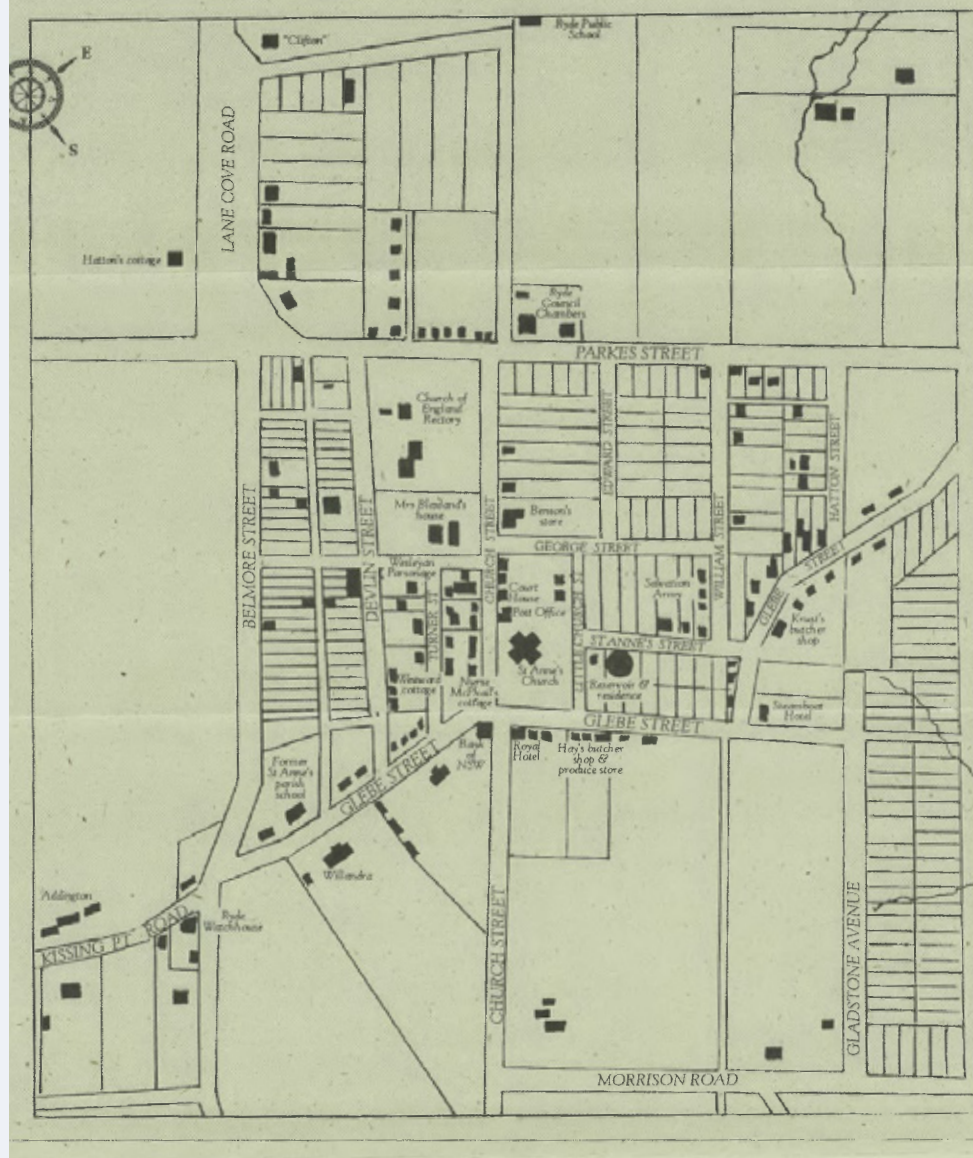 Ryde Public
School
"Clifton"
E
S
LANE COVE ROAD
Hatton's cottage
Ryde
Council
Chambers
PARKES STREET
Church of
England
Rectory
EDWARD STREET
HATTON STREET
BELMORE STREET
DEVLIN STREET
Mrs Blaxland's
house
CHURCH STREET
Benson's
store
GEORGE STREET
WILLIAM STREET
GLEBE STREET
Wesleyan
Parsonage
TURNER ST
Court
House
Post Office
LITTLE CHURCH ST
Salvation
Army
ST ANNE'S STREET
butcher
shop
St Anne's
Church
Reservoir &
residence
Westward
cottage
Nurse
McPhail's
cottage
Steamboat
Hotel
GLEBE STREET
Bank
of
NSW
Royal
Hotel
Hay's butcher
shop &
produce store
Former
St Anne's
parish
school
GLEBE STREET
Willandra
Addington
Ryde
Watchhouse
KISSING PT. ROAD
CHURCH STREET
GLADSTONE AVENUE
MORRISON ROAD